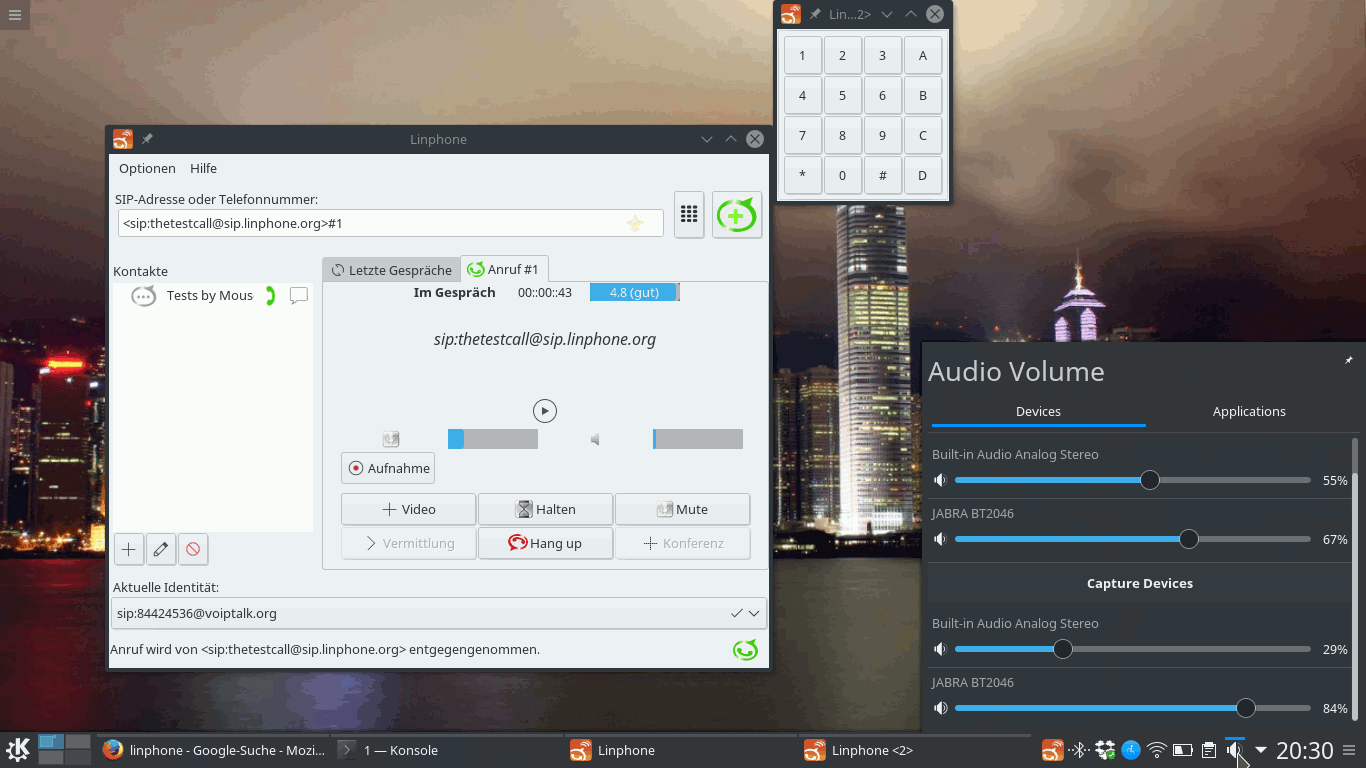 Lin...2>
1 2 3 A
4 5 6 B
7 8 9 C
* 0 # D
Linphone
Optionen Hilfe
SIP-Adresse oder Telefonnummer:
<sip:thetestcall@sip.linphone.org>#1
Kontakte
Tests by Mous
Letzte Gespräche
Anruf #1
Im Gespräch 00::00::43 4.8 (gut)
sip:thetestcall@sip.linphone.org
Aufnahme
Video Halten Mute
Vermittlung Hang up Konferenz
Aktuelle Identität:
sip:84424536@voiptalk.org
Anruf wird von <sip:thetestcall@sip.linphone.org> entgegengenommen.
Audio Volume
Devices Applications
Built-in Audio Analog Stereo
55%
JABRA BT2046
67%
Capture Devices
Built-in Audio Analog Stereo
29%
JABRA BT2046
84%
linphone - Google-Suche - Mozi... 1 — Konsole Linphone Linphone <2> 20:30